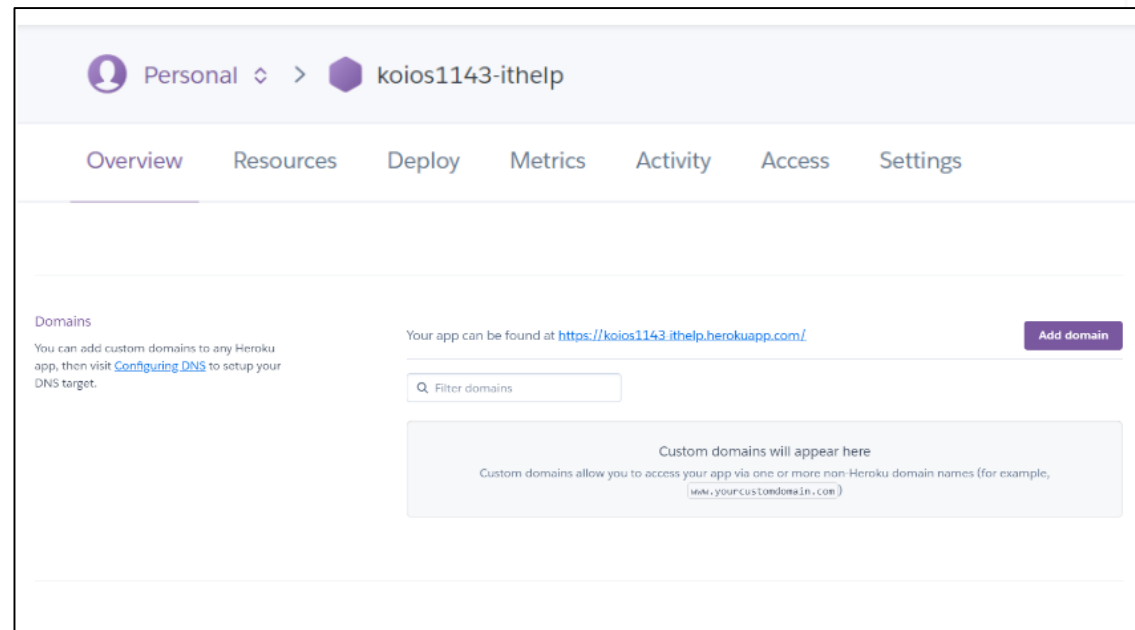 Personal > koios1143-ithelp
Overview Resources Deploy Metrics Activity Access Settings
Domains
You can add custom domains to any Heroku
app, then visit Configuring DNS to setup your
DNS target.
Your app can be found at https://koios1143-ithelp.herokuapp.com/
Add domain
Filter domains
Custom domains will appear here
Custom domains allow you to access your app via one or more non-Heroku domain names (for example,
www.yourcustomdomain.com)